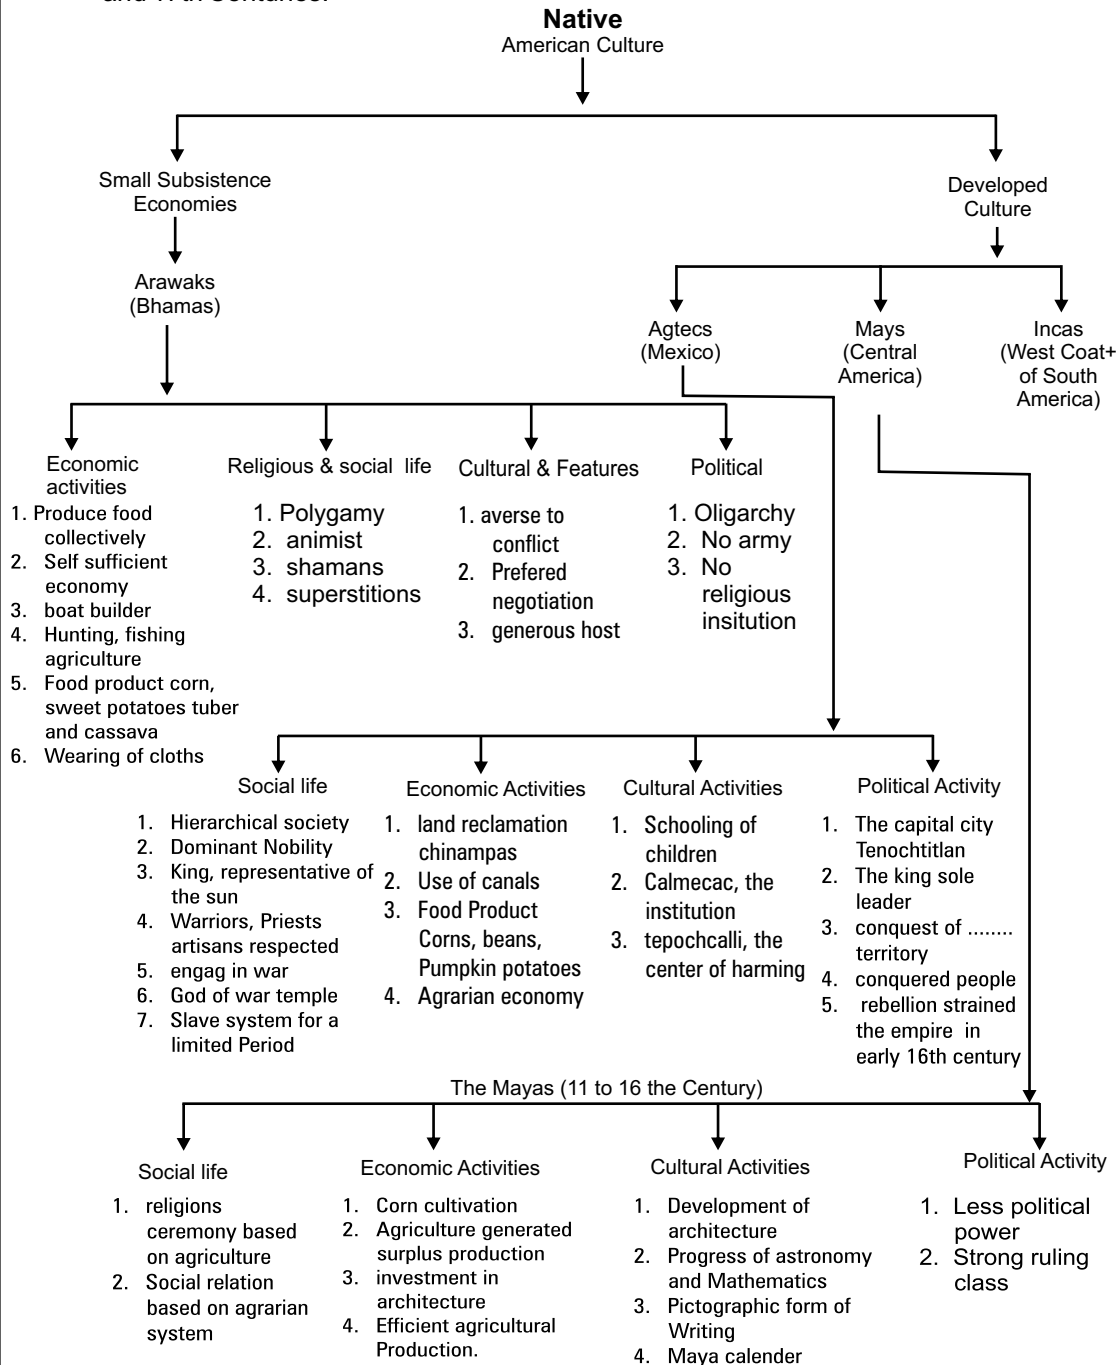 Native
American Culture
Small Subsistence
Economies
Developed
Culture
Arawaks
(Bhamas)
Agtecs
(Mexico)
Mays
(Central
America)
Incas
(West Coat+
of South
America)
Economic
activities
1. Produce food
collectively
2. Self sufficient
economy
3. boat builder
4. Hunting, fishing
agriculture
5. Food product corn,
sweet potatoes tuber
and cassava
6. Wearing of cloths
Religious & social life
1. Polygamy
2. animist
3. shamans
4. superstitions
Cultural & Features
1. averse to
conflict
2. Prefered
negotiation
3. generous host
Political
1. Oligarchy
2. No army
3. No
religious
insitution
Social life
1. Hierarchical society
2. Dominant Nobility
3. King, representative of
the sun
4. Warriors, Priests
artisans respected
5. engag in war
6. God of war temple
7. Slave system for a
limited Period
Economic Activities
1. land reclamation
chinampas
2. Use of canals
3. Food Product
Corns, beans,
Pumpkin potatoes
4. Agrarian economy
Cultural Activities
1. Schooling of
children
2. Calmecac, the
institution
3. tepochcalli, the
center of harming
Political Activity
1. The capital city
Tenochtitlan
2. The king sole
leader
3. conquest of ........
territory
4. conquered people
5. rebellion strained
the empire in
early 16th century
The Mayas (11 to 16 the Century)
Social life
1. religions
ceremony based
on agriculture
2. Social relation
based on agrarian
system
Economic Activities
1. Corn cultivation
2. Agriculture generated
surplus production
3. investment in
architecture
4. Efficient agricultural
Production.
Cultural Activities
1. Development of
architecture
2. Progress of astronomy
and Mathematics
3. Pictographic form of
Writing
4. Maya calender
Political Activity
1. Less political
power
2. Strong ruling
class